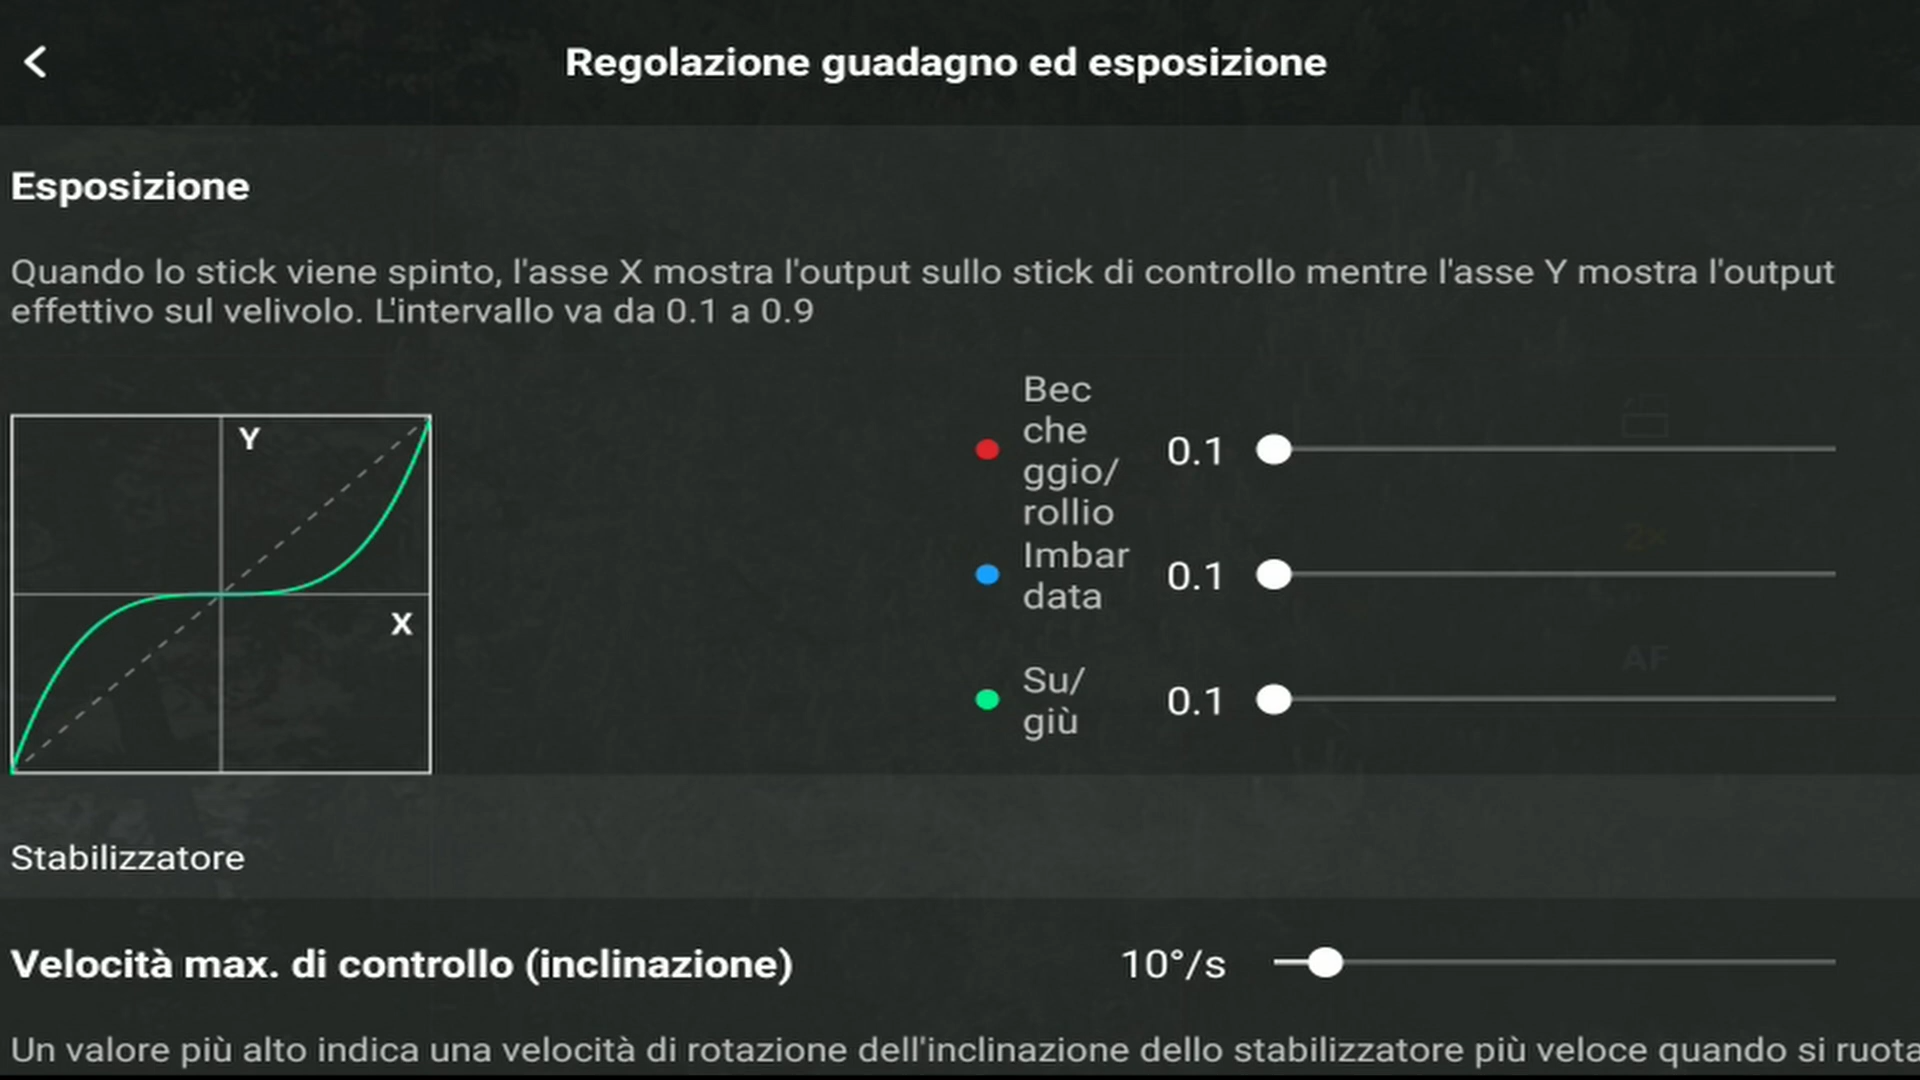 Regolazione guadagno ed esposizione
Esposizione
Quando lo stick viene spinto, l'asse X mostra l'output sullo stick di controllo mentre l'asse Y mostra l'output
effettivo sul velivolo. L'intervallo va da 0.1 a 0.9
Y
X
Bec
che
ggio/
rollio
0.1
Imbar
data
0.1
Su/
giù
0.1
2×
AF
Stabilizzatore
Velocità max. di controllo (inclinazione)
10°/s
Un valore più alto indica una velocità di rotazione dell'inclinazione dello stabilizzatore più veloce quando si ruota